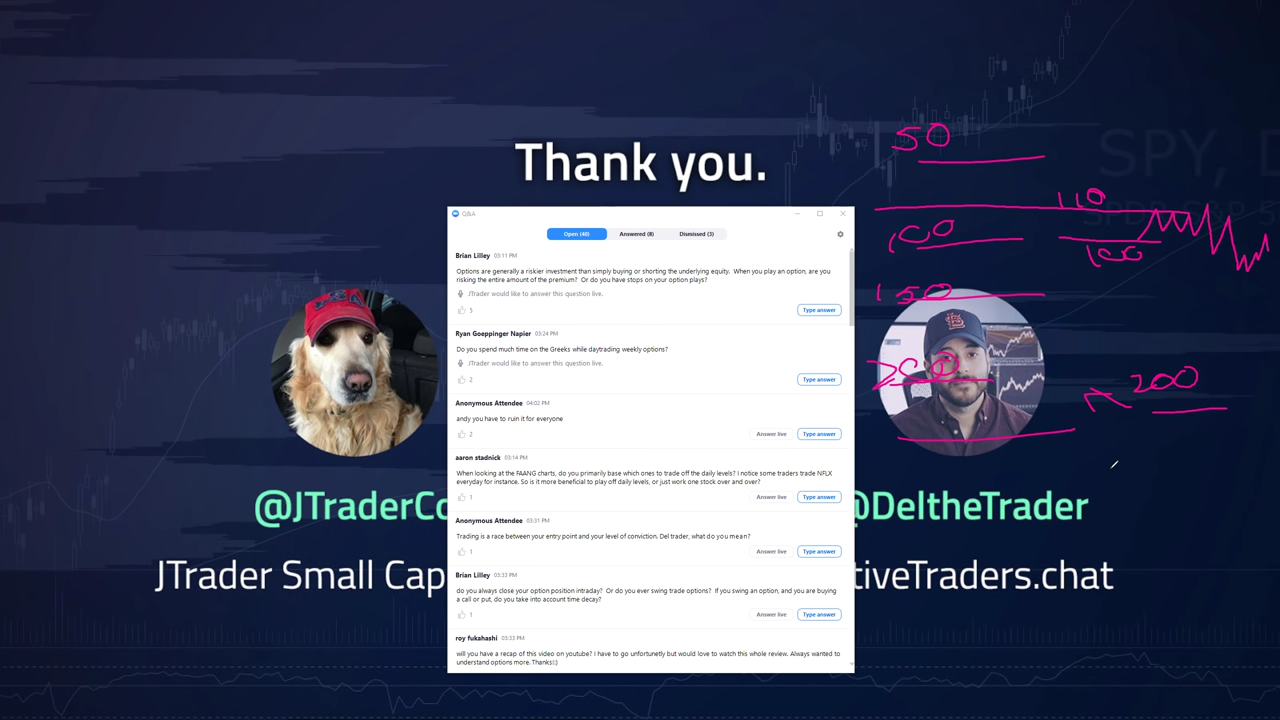 Thank you.
SPY, D
50
110
100
100
150
200
@JTraderCo
@DeltheTrader
JTrader Small Cap
tiveTraders.chat
Q&A
Open (40)
Answered (8)
Dismissed (3)
Brian Lilley 03:11 PM
Options are generally a riskier investment than simply buying or shorting the underlying equity. When you play an option, are you
risking the entire amount of the premium? Or do you have stops on your option plays?
JTrader would like to answer this question live.
5
Type answer
Ryan Goeppinger Napier 03:24 PM
Do you spend much time on the Greeks while daytrading weekly options?
JTrader would like to answer this question live.
2
Type answer
Anonymous Attendee 04:02 PM
andy you have to ruin it for everyone
2
Answer live
Type answer
aaron stadnick 03:14 PM
When looking at the FAANG charts, do you primarily base which ones to trade off the daily levels? I notice some traders trade NFLX
everyday for instance. So is it more beneficial to play off daily levels, or just work one stock over and over?
1
Answer live
Type answer
Anonymous Attendee 03:31 PM
Trading is a race between your entry point and your level of conviction. Del trader, what do you mean?
1
Answer live
Type answer
Brian Lilley 03:33 PM
do you always close your option position intraday? Or do you ever swing trade options? If you swing an option, and you are buying
a call or put, do you take into account time decay?
1
Answer live
Type answer
roy fukahashi 03:33 PM
will you have a recap of this video on youtube? I have to go unfortunetly but would love to watch this whole review. Always wanted to
understand options more. Thanks!:)